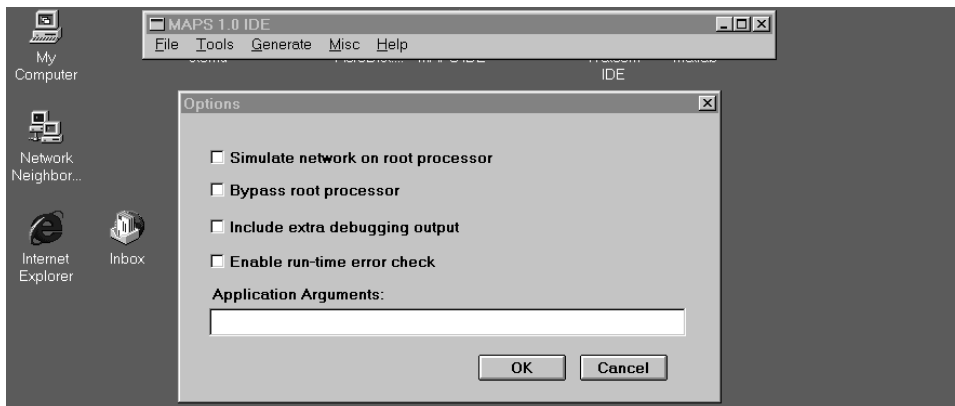 MAPS 1.0 IDE
File Tools Generate Misc Help
My
Computer
IDE
Options
Network
Neighbor...
Simulate network on root processor
Bypass root processor
Include extra debugging output
Enable run-time error check
Internet
Explorer
Inbox
Application Arguments:
OK Cancel